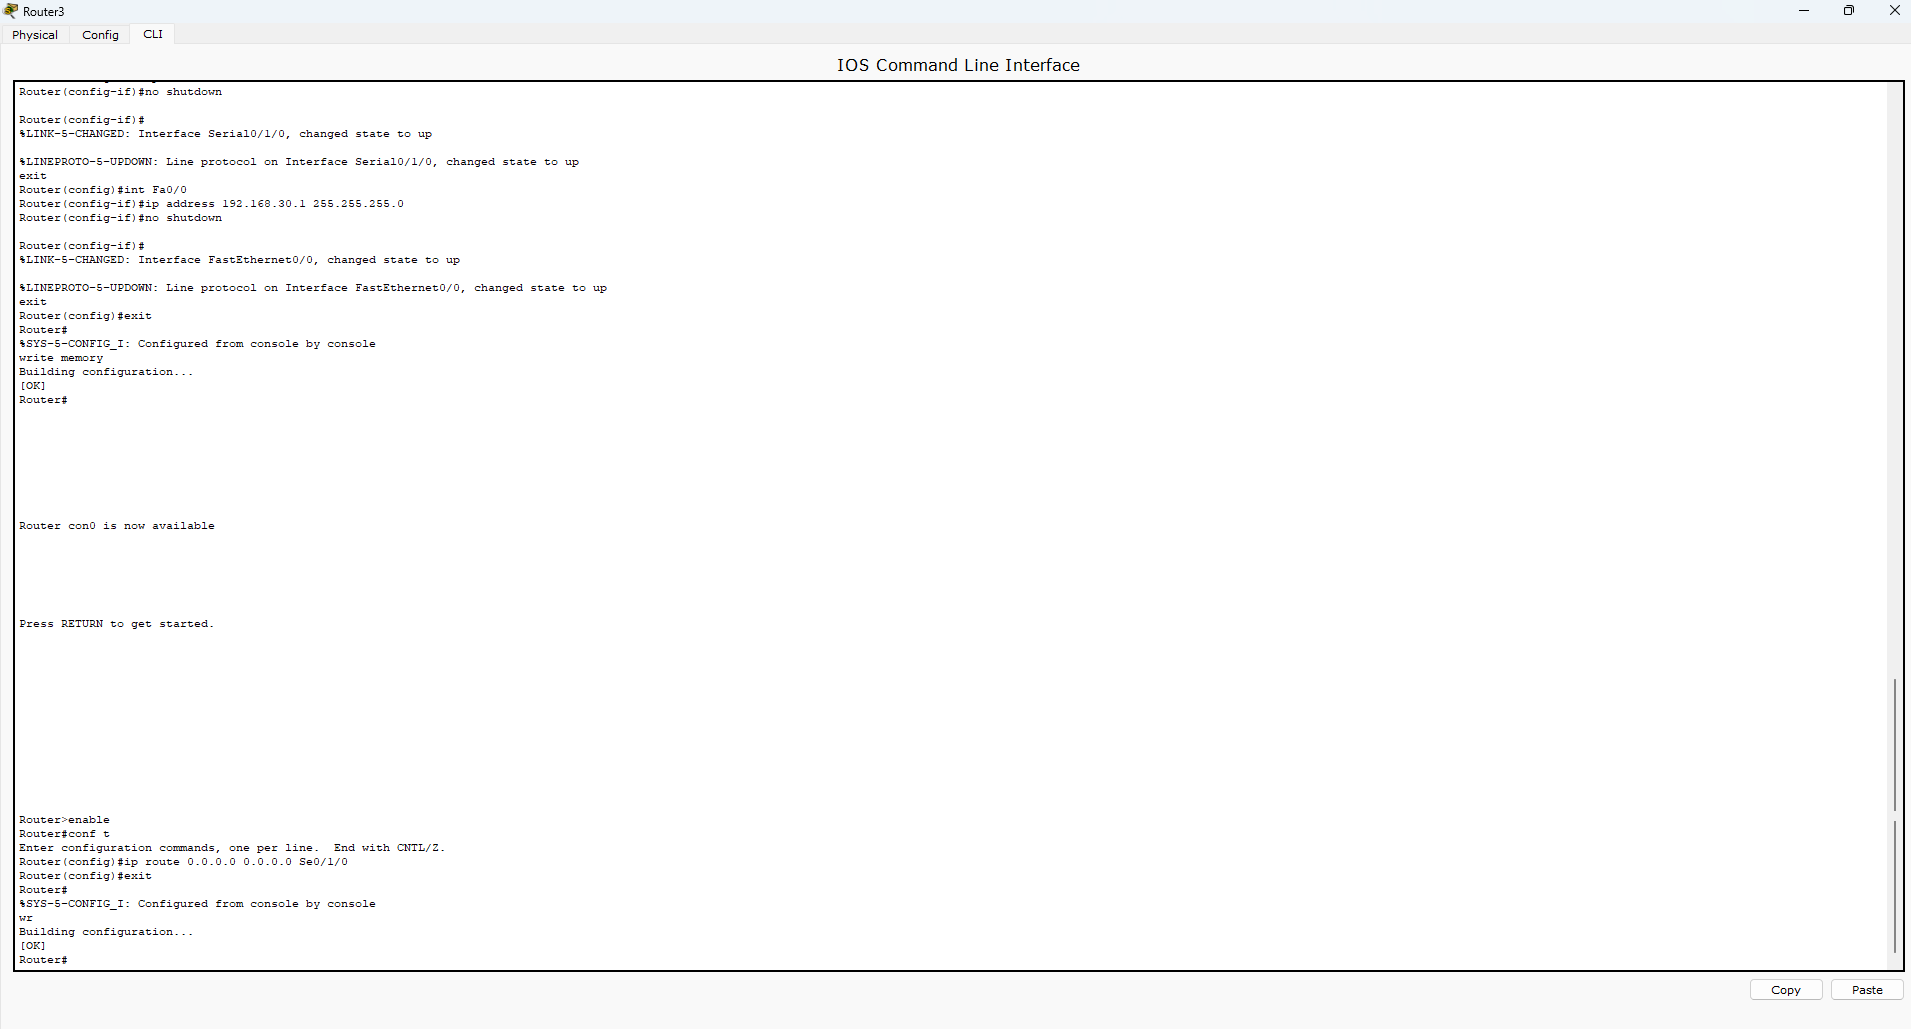 Router3
Physical
Config
CLI
IOS Command Line Interface
Router(config-if)#no shutdown
Router(config-if)#
%LINK-5-CHANGED: Interface Serial0/1/0, changed state to up
%LINEPROTO-5-UPDOWN: Line protocol on Interface Serial0/1/0, changed state to up
exit
Router(config)#int Fa0/0
Router(config-if)#ip address 192.168.30.1 255.255.255.0
Router(config-if)#no shutdown
Router(config-if)#
%LINK-5-CHANGED: Interface FastEthernet0/0, changed state to up
%LINEPROTO-5-UPDOWN: Line protocol on Interface FastEthernet0/0, changed state to up
exit
Router(config)#exit
Router#
%SYS-5-CONFIG_I: Configured from console by console
write memory
Building configuration...
[OK]
Router#
Router con0 is now available
Press RETURN to get started.
Router>enable
Router#conf t
Enter configuration commands, one per line.  End with CNTL/Z.
Router(config)#ip route 0.0.0.0 0.0.0.0 Se0/1/0
Router(config)#exit
Router#
%SYS-5-CONFIG_I: Configured from console by console
wr
Building configuration...
[OK]
Router#
Copy
Paste